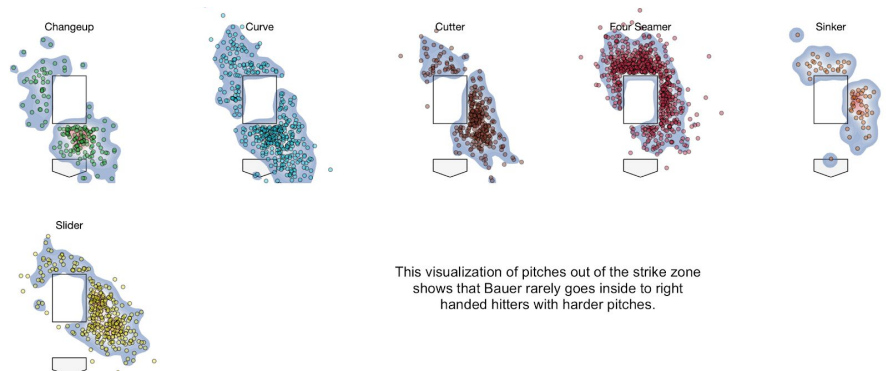 Changeup
Curve
Cutter
Four Seamer
Sinker
Slider
This visualization of pitches out of the strike zone
shows that Bauer rarely goes inside to right
handed hitters with harder pitches.